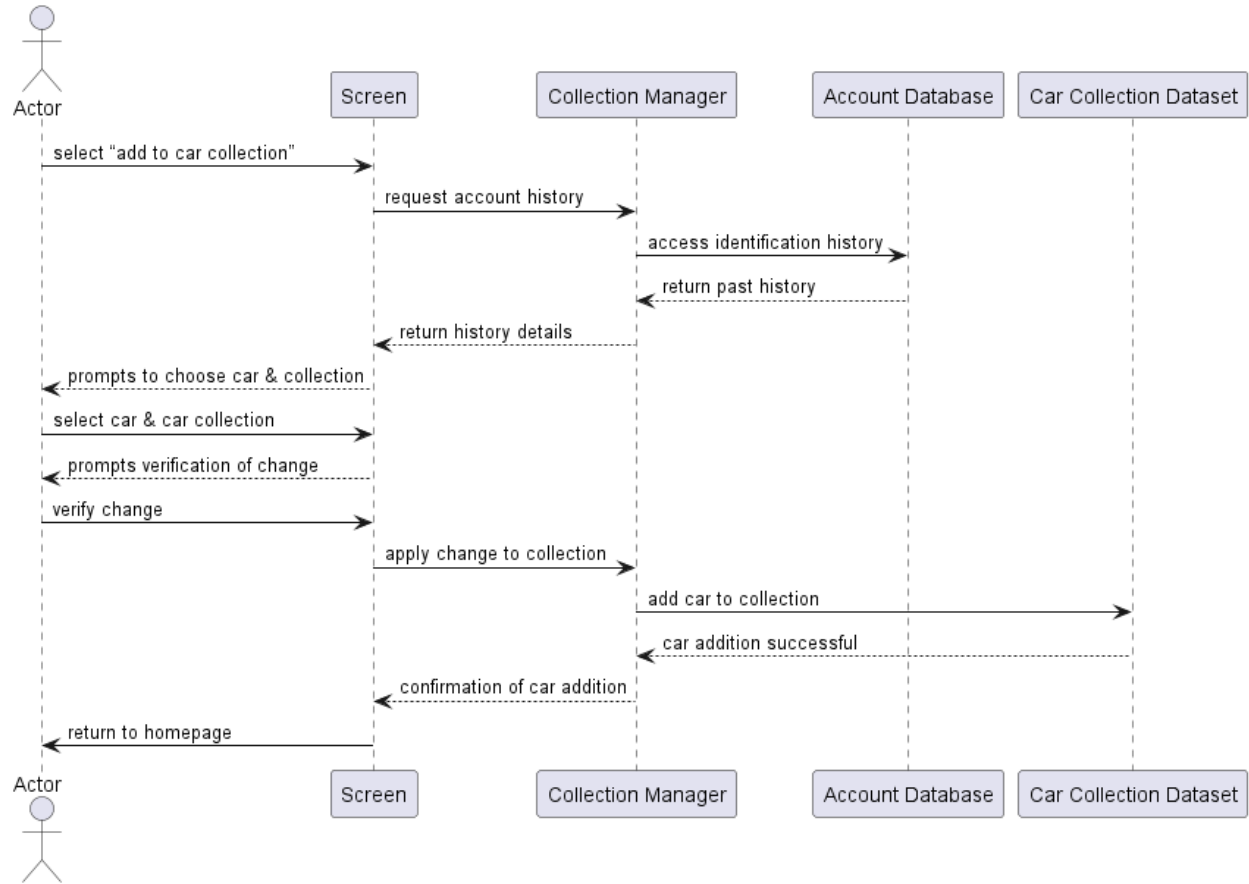 Actor
Screen
Collection Manager
Account Database
Car Collection Dataset
select “add to car collection”
request account history
access identification history
return past history
return history details
prompts to choose car & collection
select car & car collection
prompts verification of change
verify change
apply change to collection
add car to collection
car addition successful
confirmation of car addition
return to homepage
Actor
Screen
Collection Manager
Account Database
Car Collection Dataset